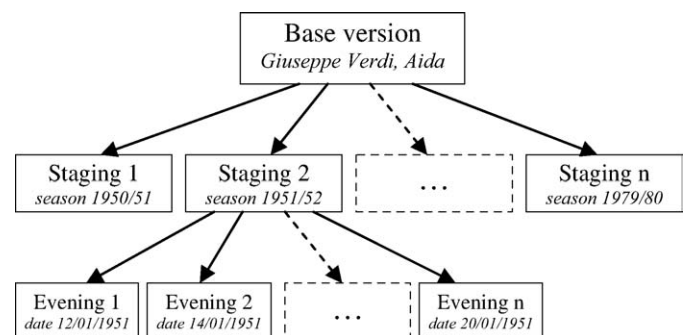 Base version
Giuseppe Verdi, Aida
Staging 1
season 1950/51
Staging 2
season 1951/52
...
Staging n
season 1979/80
Evening 1
date 12/01/1951
Evening 2
date 14/01/1951
...
Evening n
date 20/01/1951